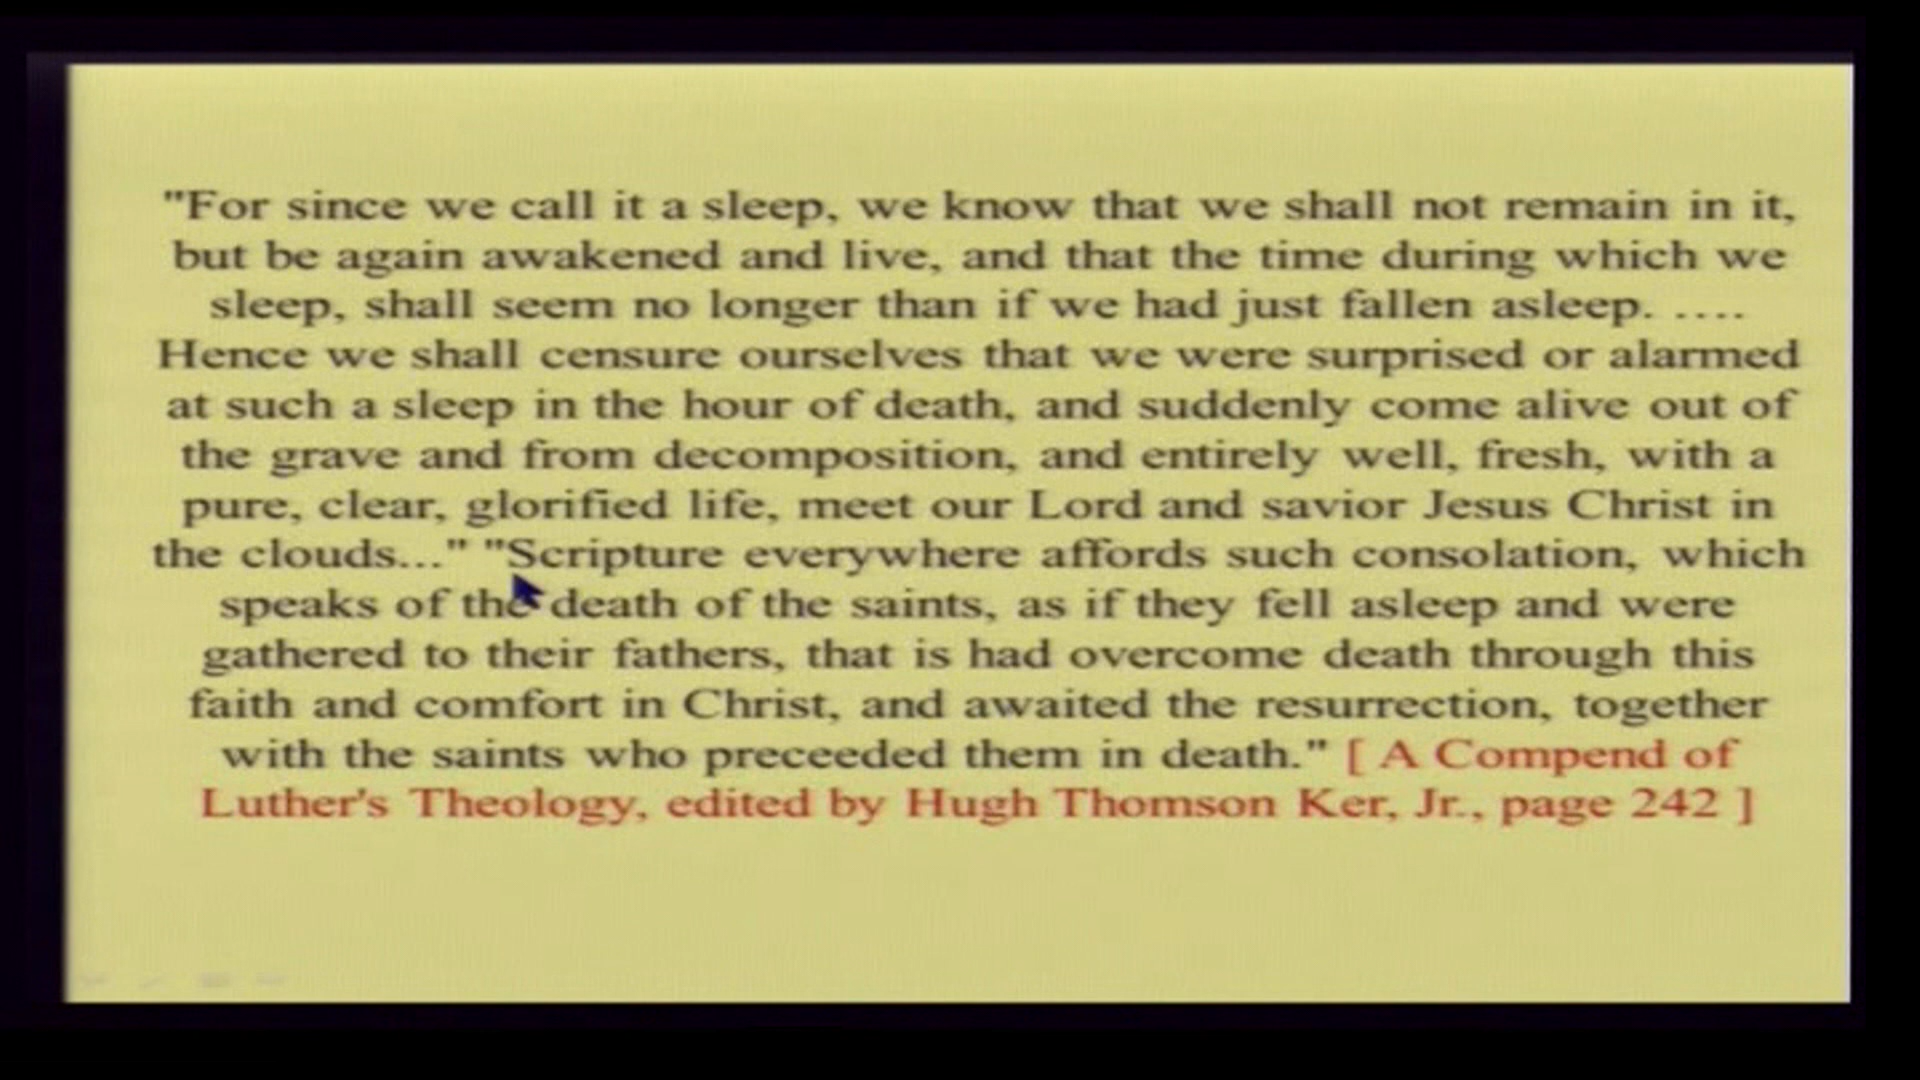 "For since we call it a sleep, we know that we shall not remain in it,
but be again awakened and live, and that the time during which we
sleep, shall seem no longer than if we had just fallen asleep. ....
Hence we shall censure ourselves that we were surprised or alarmed
at such a sleep in the hour of death, and suddenly come alive out of
the grave and from decomposition, and entirely well, fresh, with a
pure, clear, glorified life, meet our Lord and savior Jesus Christ in
the clouds..." "Scripture everywhere affords such consolation, which
speaks of the death of the saints, as if they fell asleep and were
gathered to their fathers, that is had overcome death through this
faith and comfort in Christ, and awaited the resurrection, together
with the saints who preceeded them in death." [ A Compend of
Luther's Theology, edited by Hugh Thomson Ker, Jr., page 242 ]